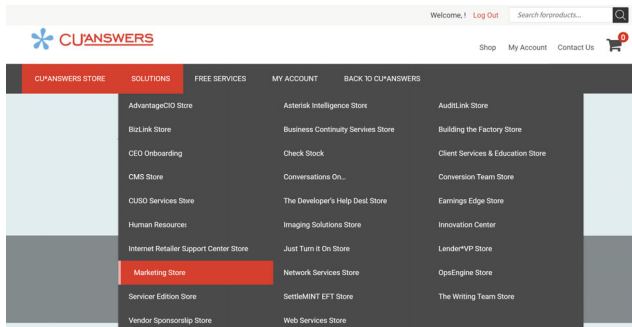 Welcome, ! Log Out Search forproducts...
CU*ANSWERS
0
Shop My Account Contact Us
CU*ANSWERS STORE SOLUTIONS FREE SERVICES MY ACCOUNT BACK TO CU*ANSWERS
AdvantageCIO Store Asterisk Intelligence Store AuditLink Store
BizLink Store Business Continuity Services Store Building the Factory Store
CEO Onboarding Check Stock Client Services & Education Store
CMS Store Conversations On... Conversion Team Store
CUSO Services Store The Developer's Help Desk Store Earnings Edge Store
Human Resources Imaging Solutions Store Innovation Center
Internet Retailer Support Center Store Just Turn It On Store Lender*VP Store
Marketing Store Network Services Store OpsEngine Store
Servicer Edition Store SettleMINT EFT Store The Writing Team Store
Vendor Sponsorship Store Web Services Store